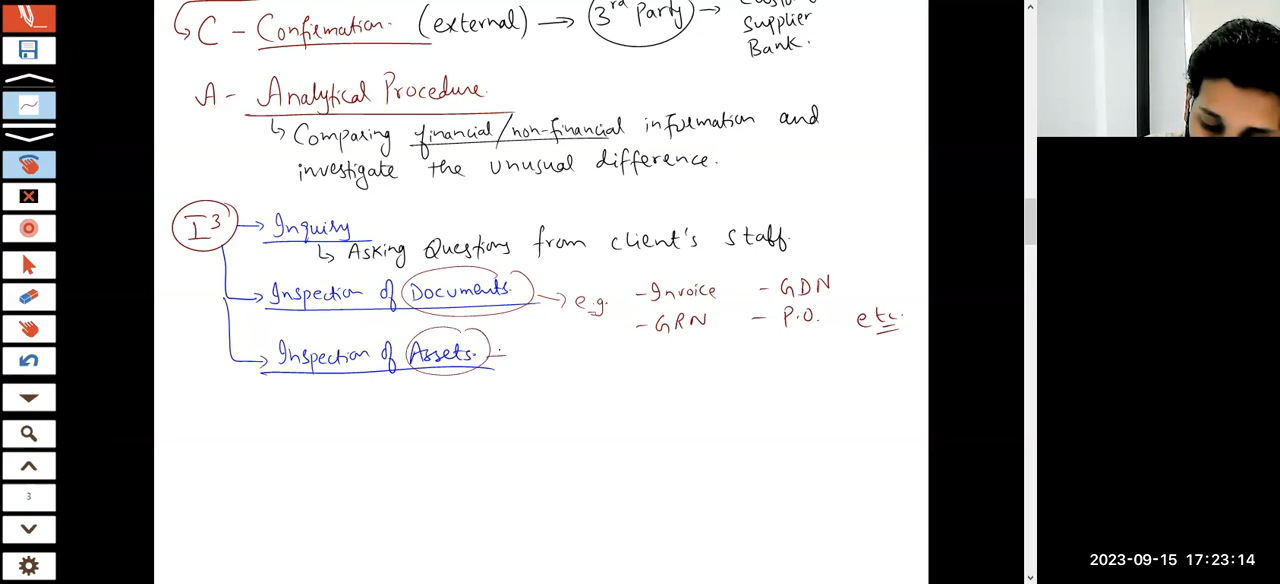 C - Confirmation. (external) → 3rd Party →
Supplier
Bank.
A - Analytical Procedure.
↳ Comparing financial/non-financial information and
investigate the unusual difference.
I³ → Inquiry
↳ Asking Questions from client's staff.
→ Inspection of Documents. → e.g. - Invoice - GDN
- GRN - P.O. etc.
→ Inspection of Assets. -
3
2023-09-15 17:23:14